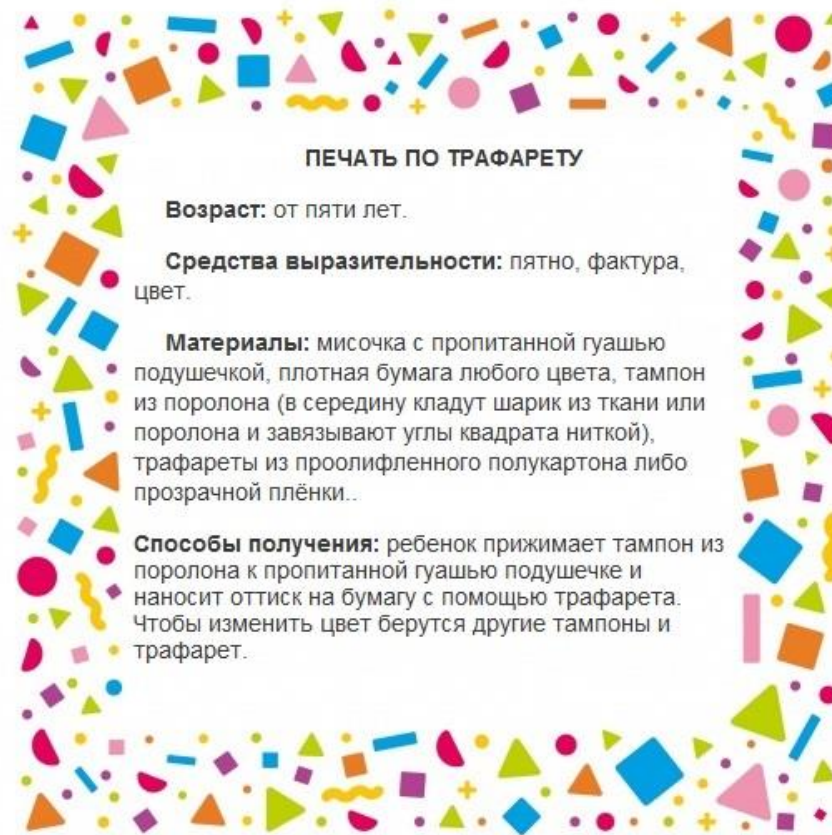 ПЕЧАТЬ ПО ТРАФАРЕТУ
Возраст: от пяти лет.
Средства выразительности: пятно, фактура,
цвет.
Материалы: мисочка с пропитанной гуашью
подушечкой, плотная бумага любого цвета, тампон
из поролона (в середину кладут шарик из ткани или
поролона и завязывают углы квадрата ниткой),
трафареты из проолифленного полукартона либо
прозрачной плёнки..
Способы получения: ребенок прижимает тампон из
поролона к пропитанной гуашью подушечке и
наносит оттиск на бумагу с помощью трафарета.
Чтобы изменить цвет берутся другие тампоны и
трафарет.